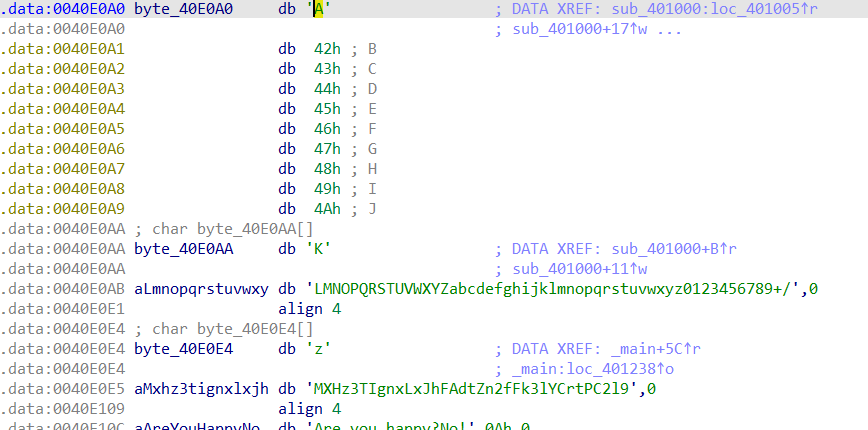 .data:0040E0A0 byte_40E0A0 db 'A' ; DATA XREF: sub_401000:loc_401005↑r
.data:0040E0A0 ; sub_401000+17↑w ...
.data:0040E0A1 db 42h ; B
.data:0040E0A2 db 43h ; C
.data:0040E0A3 db 44h ; D
.data:0040E0A4 db 45h ; E
.data:0040E0A5 db 46h ; F
.data:0040E0A6 db 47h ; G
.data:0040E0A7 db 48h ; H
.data:0040E0A8 db 49h ; I
.data:0040E0A9 db 4Ah ; J
.data:0040E0AA ; char byte_40E0AA[]
.data:0040E0AA byte_40E0AA db 'K' ; DATA XREF: sub_401000+B↑r
.data:0040E0AA ; sub_401000+11↑w
.data:0040E0AB aLmnopqrstuvwxy db 'LMNOPQRSTUVWXYZabcdefghijklmnopqrstuvwxyz0123456789+/',0
.data:0040E0E1 align 4
.data:0040E0E4 ; char byte_40E0E4[]
.data:0040E0E4 byte_40E0E4 db 'z' ; DATA XREF: _main+5C↑r
.data:0040E0E4 ; _main:loc_401238↑o
.data:0040E0E5 aMxhz3tignxlxjh db 'MXHz3TIgnxLxJhFAdtZn2fFk3lYCrtPC2l9',0
.data:0040E109 align 4
.data:0040E10C aAreYouHappyNo db 'Are you happy?No!',0Ah,0